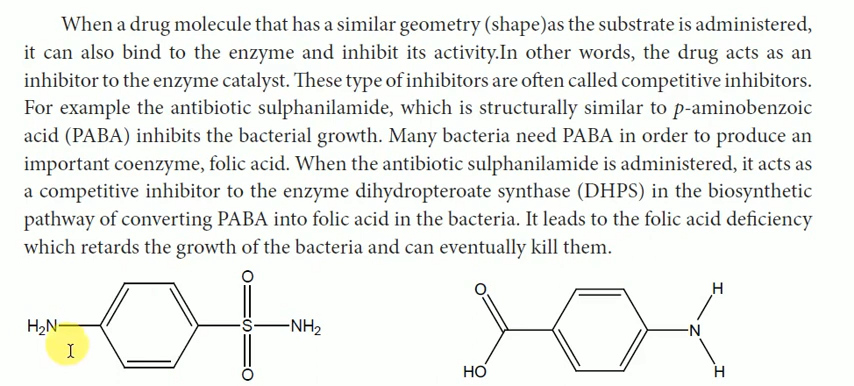 When a drug molecule that has a similar geometry (shape)as the substrate is administered,
it can also bind to the enzyme and inhibit its activity.In other words, the drug acts as an
inhibitor to the enzyme catalyst. These type of inhibitors are often called competitive inhibitors.
For example the antibiotic sulphanilamide, which is structurally similar to p-aminobenzoic
acid (PABA) inhibits the bacterial growth. Many bacteria need PABA in order to produce an
important coenzyme, folic acid. When the antibiotic sulphanilamide is administered, it acts as
a competitive inhibitor to the enzyme dihydropteroate synthase (DHPS) in the biosynthetic
pathway of converting PABA into folic acid in the bacteria. It leads to the folic acid deficiency
which retards the growth of the bacteria and can eventually kill them.
O
H₂N S NH₂
O
O
HO
H
N
H